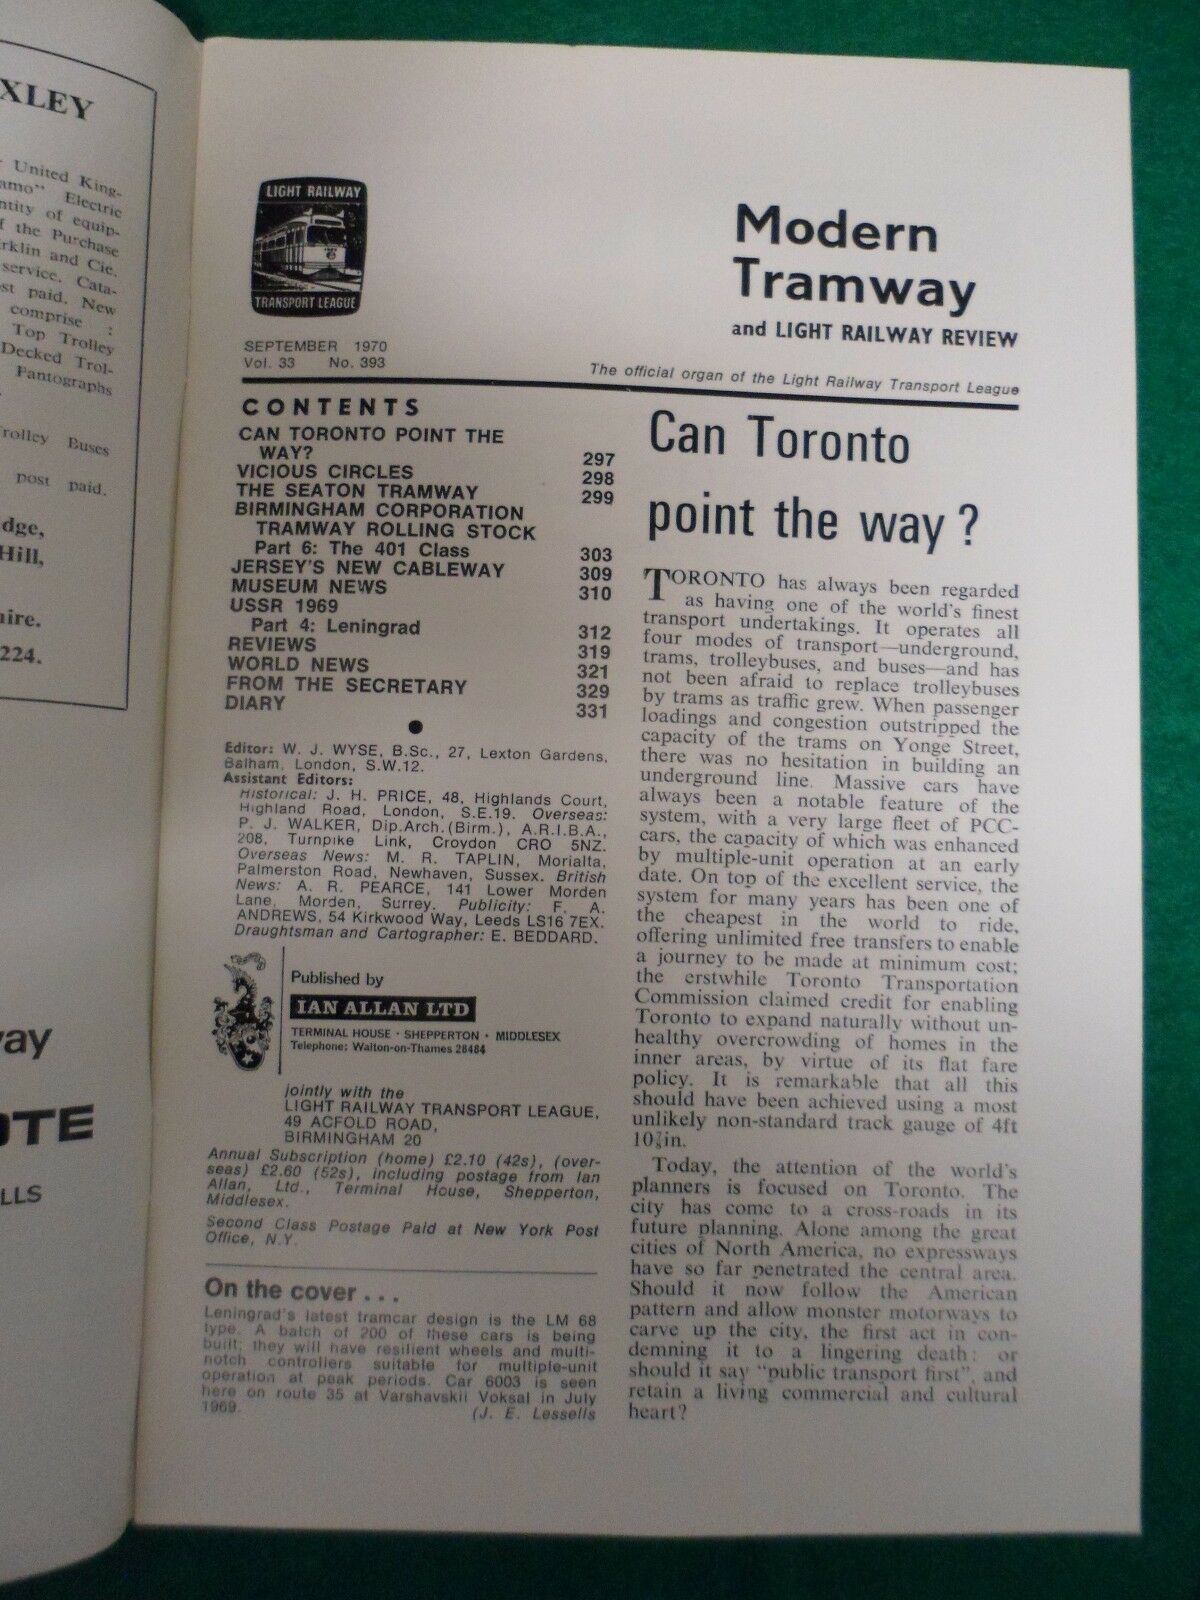 XLEY
United King-
Electric
of equip-
the Purchase
and Cie.
service. Cata-
paid. New
comprise :
Top Trolley
Decked Trol-
Pantographs
Buses
post paid.
Hill,
224.
LIGHT RAILWAY
TRANSPORT LEAGUE
Modern
Tramway
and LIGHT RAILWAY REVIEW
SEPTEMBER 1970
Vol. 33 No. 393
The official organ of the Light Railway Transport League
CONTENTS
CAN TORONTO POINT THE
WAY? 297
VICIOUS CIRCLES 298
THE SEATON TRAMWAY 299
BIRMINGHAM CORPORATION
TRAMWAY ROLLING STOCK
Part 6: The 401 Class 303
JERSEY'S NEW CABLEWAY 309
MUSEUM NEWS 310
USSR 1969
Part 4: Leningrad 312
REVIEWS 319
WORLD NEWS 321
FROM THE SECRETARY 329
DIARY 331
Editor: W. J. WYSE, B.Sc., 27, Lexton Gardens,
Balham, London, S.W.12.
Assistant Editors:
Historical: J. H. PRICE, 48, Highlands Court,
Highland Road, London, S.E.19. Overseas:
P. J. WALKER, Dip.Arch.(Birm.), A.R.I.B.A.,
208, Turnpike Link, Croydon CRO 5NZ.
Overseas News: M. R. TAPLIN, Morialta,
Palmerston Road, Newhaven, Sussex. British
News: A. R. PEARCE, 141 Lower Morden
Lane, Morden, Surrey. Publicity: F. A.
ANDREWS, 54 Kirkwood Way, Leeds LS16 7EX.
Draughtsman and Cartographer: E. BEDDARD.
Published by
IAN ALLAN LTD
TERMINAL HOUSE · SHEPPERTON · MIDDLESEX
Telephone: Walton-on-Thames 28484
jointly with the
LIGHT RAILWAY TRANSPORT LEAGUE,
49 ACFOLD ROAD,
BIRMINGHAM 20
Annual Subscription (home) £2.10 (42s), (over-
seas) £2.60 (52s), including postage from Ian
Allan, Ltd., Terminal House, Shepperton,
Middlesex.
Second Class Postage Paid at New York Post
Office, N.Y.
On the cover . . .
Leningrad's latest tramcar design is the LM 68
type. A batch of 200 of these cars is being
built; they will have resilient wheels and multi-
notch controllers suitable for multiple-unit
operation at peak periods. Car 6003 is seen
here on route 35 at Varshavskii Voksal in July
1969. (J. E. Lessells
Can Toronto
point the way ?
TORONTO has always been regarded
as having one of the world's finest
transport undertakings. It operates all
four modes of transport—underground,
trams, trolleybuses, and buses—and has
not been afraid to replace trolleybuses
by trams as traffic grew. When passenger
loadings and congestion outstripped the
capacity of the trams on Yonge Street,
there was no hesitation in building an
underground line. Massive cars have
always been a notable feature of the
system, with a very large fleet of PCC-
cars, the capacity of which was enhanced
by multiple-unit operation at an early
date. On top of the excellent service, the
system for many years has been one of
the cheapest in the world to ride,
offering unlimited free transfers to enable
a journey to be made at minimum cost;
the erstwhile Toronto Transportation
Commission claimed credit for enabling
Toronto to expand naturally without un-
healthy overcrowding of homes in the
inner areas, by virtue of its flat fare
policy. It is remarkable that all this
should have been achieved using a most
unlikely non-standard track gauge of 4ft
10⅞in.
Today, the attention of the world's
planners is focused on Toronto. The
city has come to a cross-roads in its
future planning. Alone among the great
cities of North America, no expressways
have so far penetrated the central area.
Should it now follow the American
pattern and allow monster motorways to
carve up the city, the first act in con-
demning it to a lingering death; or
should it say "public transport first", and
retain a living commercial and cultural
heart?